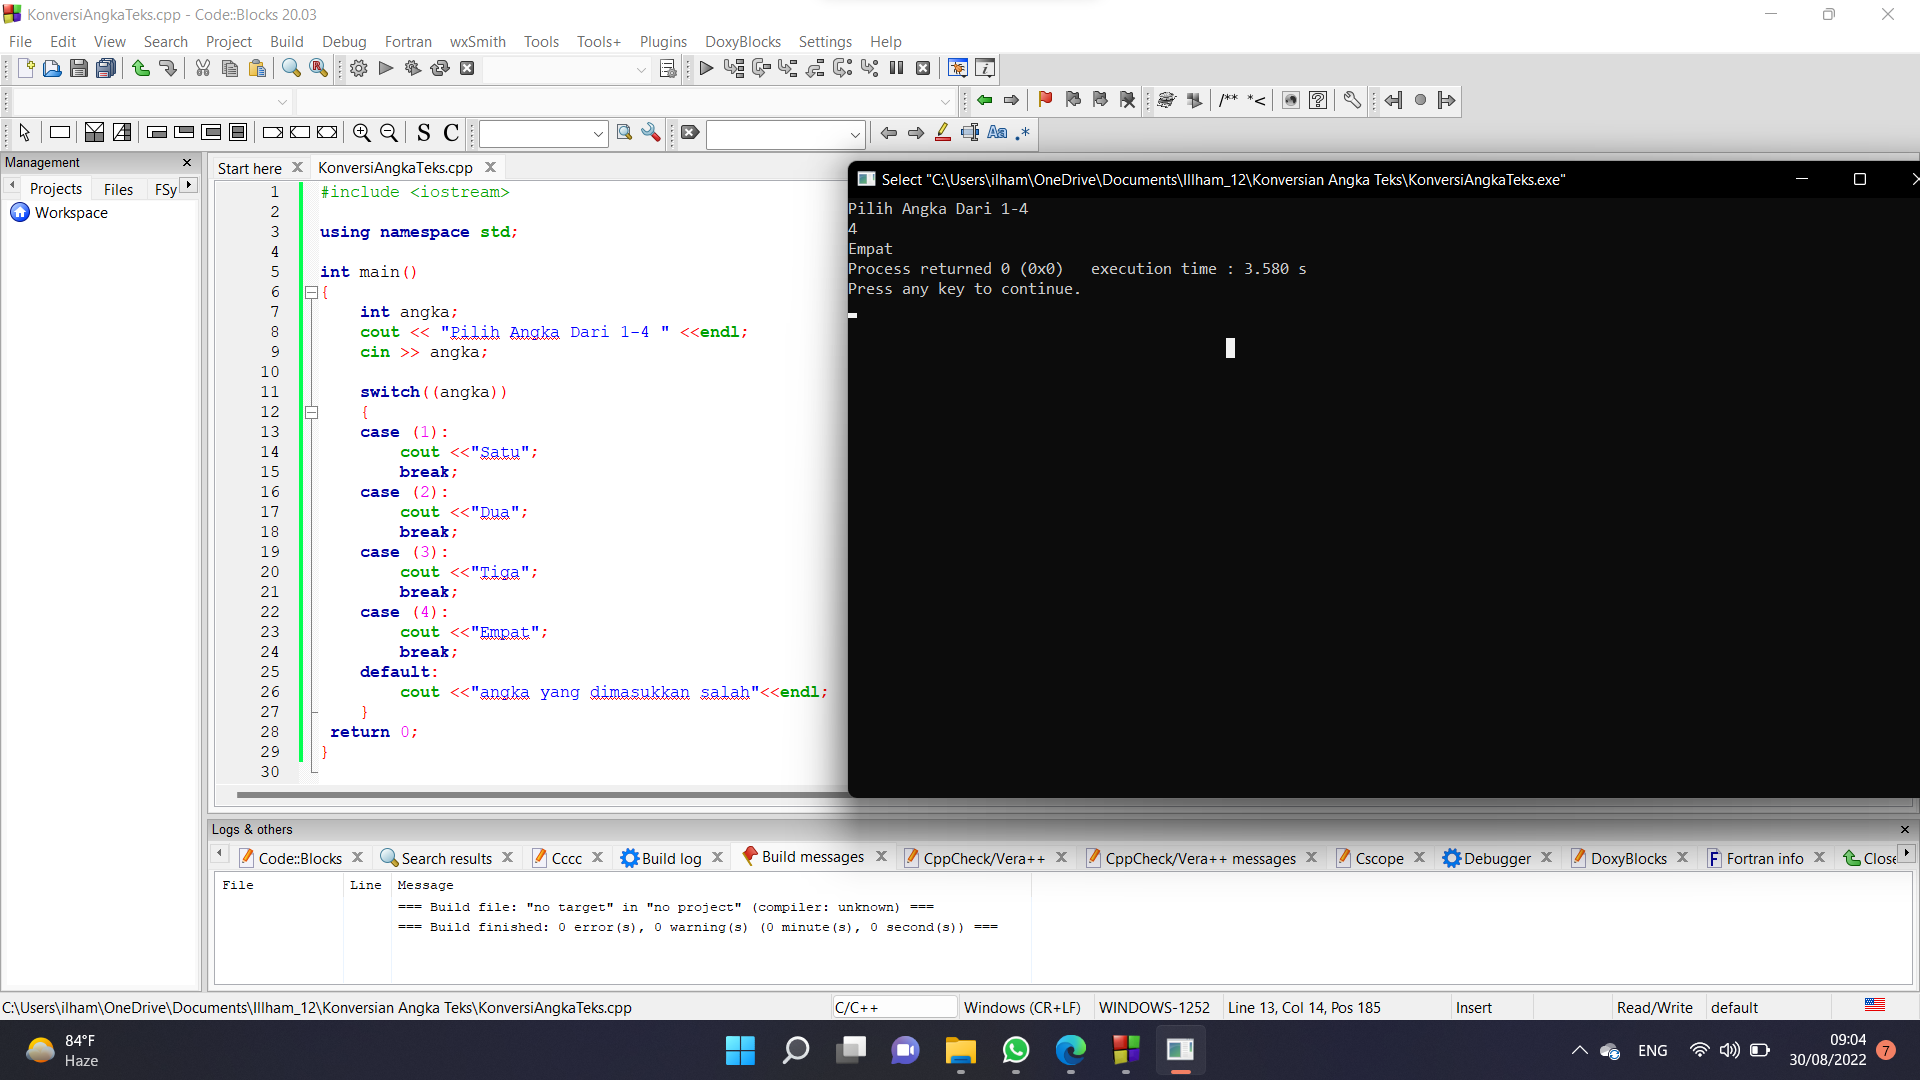 KonversiAngkaTeks.cpp - Code::Blocks 20.03
File Edit View Search Project Build Debug Fortran wxSmith Tools Tools+ Plugins DoxyBlocks Settings Help
/** *<
S C
Aa .*
Management
Projects Files FSy
Workspace
Start here KonversiAngkaTeks.cpp
1 #include <iostream>
2
3 using namespace std;
4
5 int main()
6 {
7 int angka;
8 cout << "Pilih Angka Dari 1-4 " <<endl;
9 cin >> angka;
10
11 switch((angka))
12 {
13 case (1):
14 cout <<"Satu";
15 break;
16 case (2):
17 cout <<"Dua";
18 break;
19 case (3):
20 cout <<"Tiga";
21 break;
22 case (4):
23 cout <<"Empat";
24 break;
25 default:
26 cout <<"angka yang dimasukkan salah"<<endl;
27 }
28 return 0;
29 }
30
Select "C:\Users\ilham\OneDrive\Documents\Illham_12\Konversian Angka Teks\KonversiAngkaTeks.exe"
Pilih Angka Dari 1-4
4
Empat
Process returned 0 (0x0)   execution time : 3.580 s
Press any key to continue.
Logs & others
Code::Blocks Search results Cccc Build log Build messages CppCheck/Vera++ CppCheck/Vera++ messages Cscope Debugger DoxyBlocks Fortran info Close
File Line Message
=== Build file: "no target" in "no project" (compiler: unknown) ===
=== Build finished: 0 error(s), 0 warning(s) (0 minute(s), 0 second(s)) ===
C:\Users\ilham\OneDrive\Documents\Illham_12\Konversian Angka Teks\KonversiAngkaTeks.cpp C/C++ Windows (CR+LF) WINDOWS-1252 Line 13, Col 14, Pos 185 Insert Read/Write default
84°F
Haze
ENG
09:04
30/08/2022
7